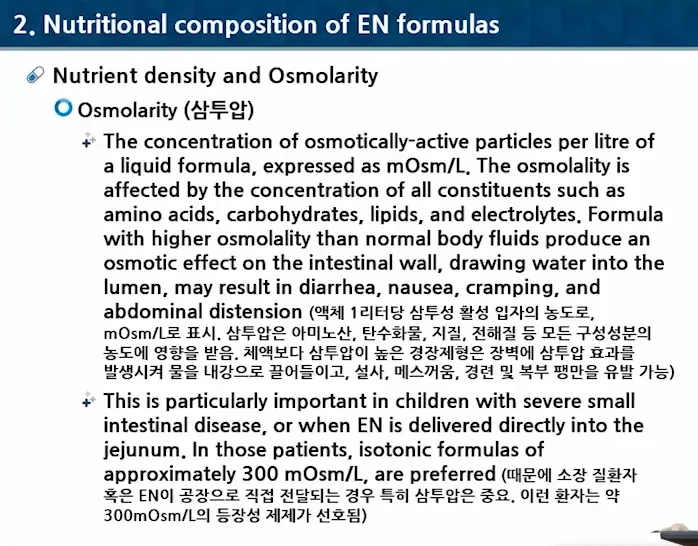 2. Nutritional composition of EN formulas
Nutrient density and Osmolarity
Osmolarity (삼투압)
The concentration of osmotically-active particles per litre of
a liquid formula, expressed as mOsm/L. The osmolality is
affected by the concentration of all constituents such as
amino acids, carbohydrates, lipids, and electrolytes. Formula
with higher osmolality than normal body fluids produce an
osmotic effect on the intestinal wall, drawing water into the
lumen, may result in diarrhea, nausea, cramping, and
abdominal distension (액체 1리터당 삼투성 활성 입자의 농도로,
mOsm/L로 표시. 삼투압은 아미노산, 탄수화물, 지질, 전해질 등 모든 구성성분의
농도에 영향을 받음. 체액보다 삼투압이 높은 경장제형은 장벽에 삼투압 효과를
발생시켜 물을 내강으로 끌어들이고, 설사, 메스꺼움, 경련 및 복부 팽만을 유발 가능)
This is particularly important in children with severe small
intestinal disease, or when EN is delivered directly into the
jejunum. In those patients, isotonic formulas of
approximately 300 mOsm/L, are preferred (때문에 소장 질환자
혹은 EN이 공장으로 직접 전달되는 경우 특히 삼투압은 중요. 이런 환자는 약
300mOsm/L의 등장성 제제가 선호됨)